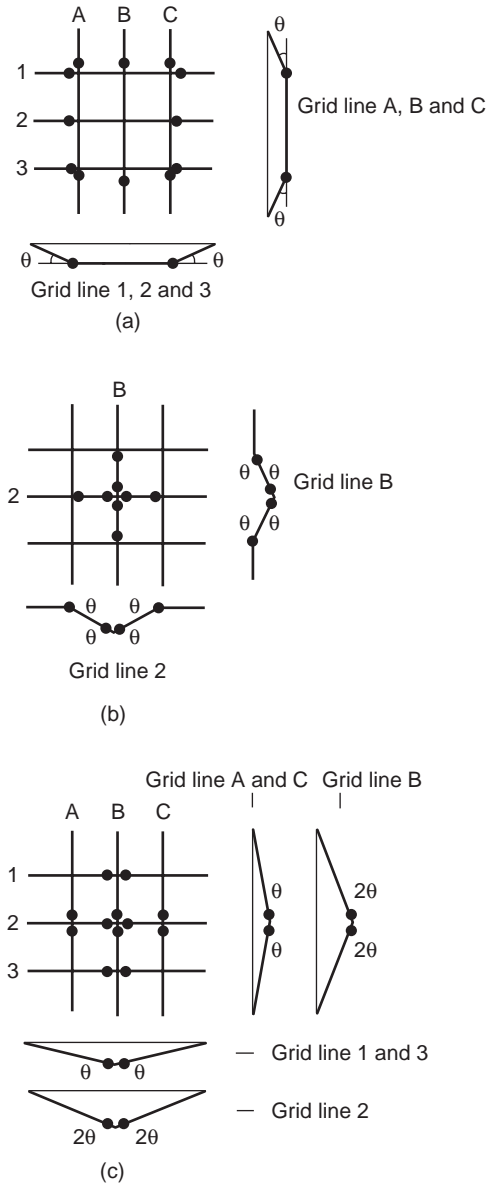 A B C
1
2
3
θ
Grid line A, B and C
θ
θ θ
Grid line 1, 2 and 3
(a)
B
2
θ θ
Grid line B
θ θ
θ θ
θ θ
Grid line 2
(b)
Grid line A and C Grid line B
A B C
1
2
3
θ 2θ
θ 2θ
θ θ
Grid line 1 and 3
2θ 2θ
Grid line 2
(c)